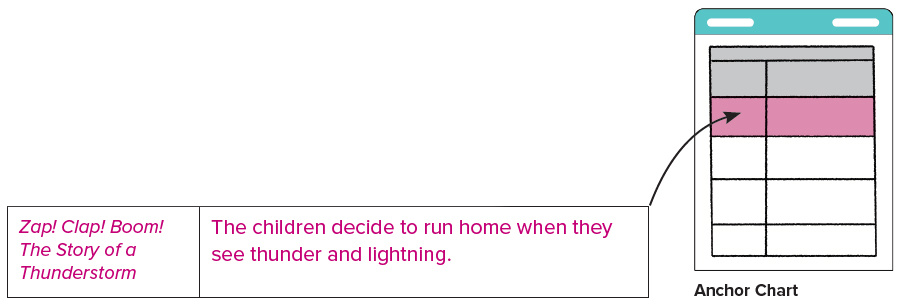 Zap! Clap! Boom!
The Story of a
Thunderstorm
The children decide to run home when they
see thunder and lightning.
Anchor Chart